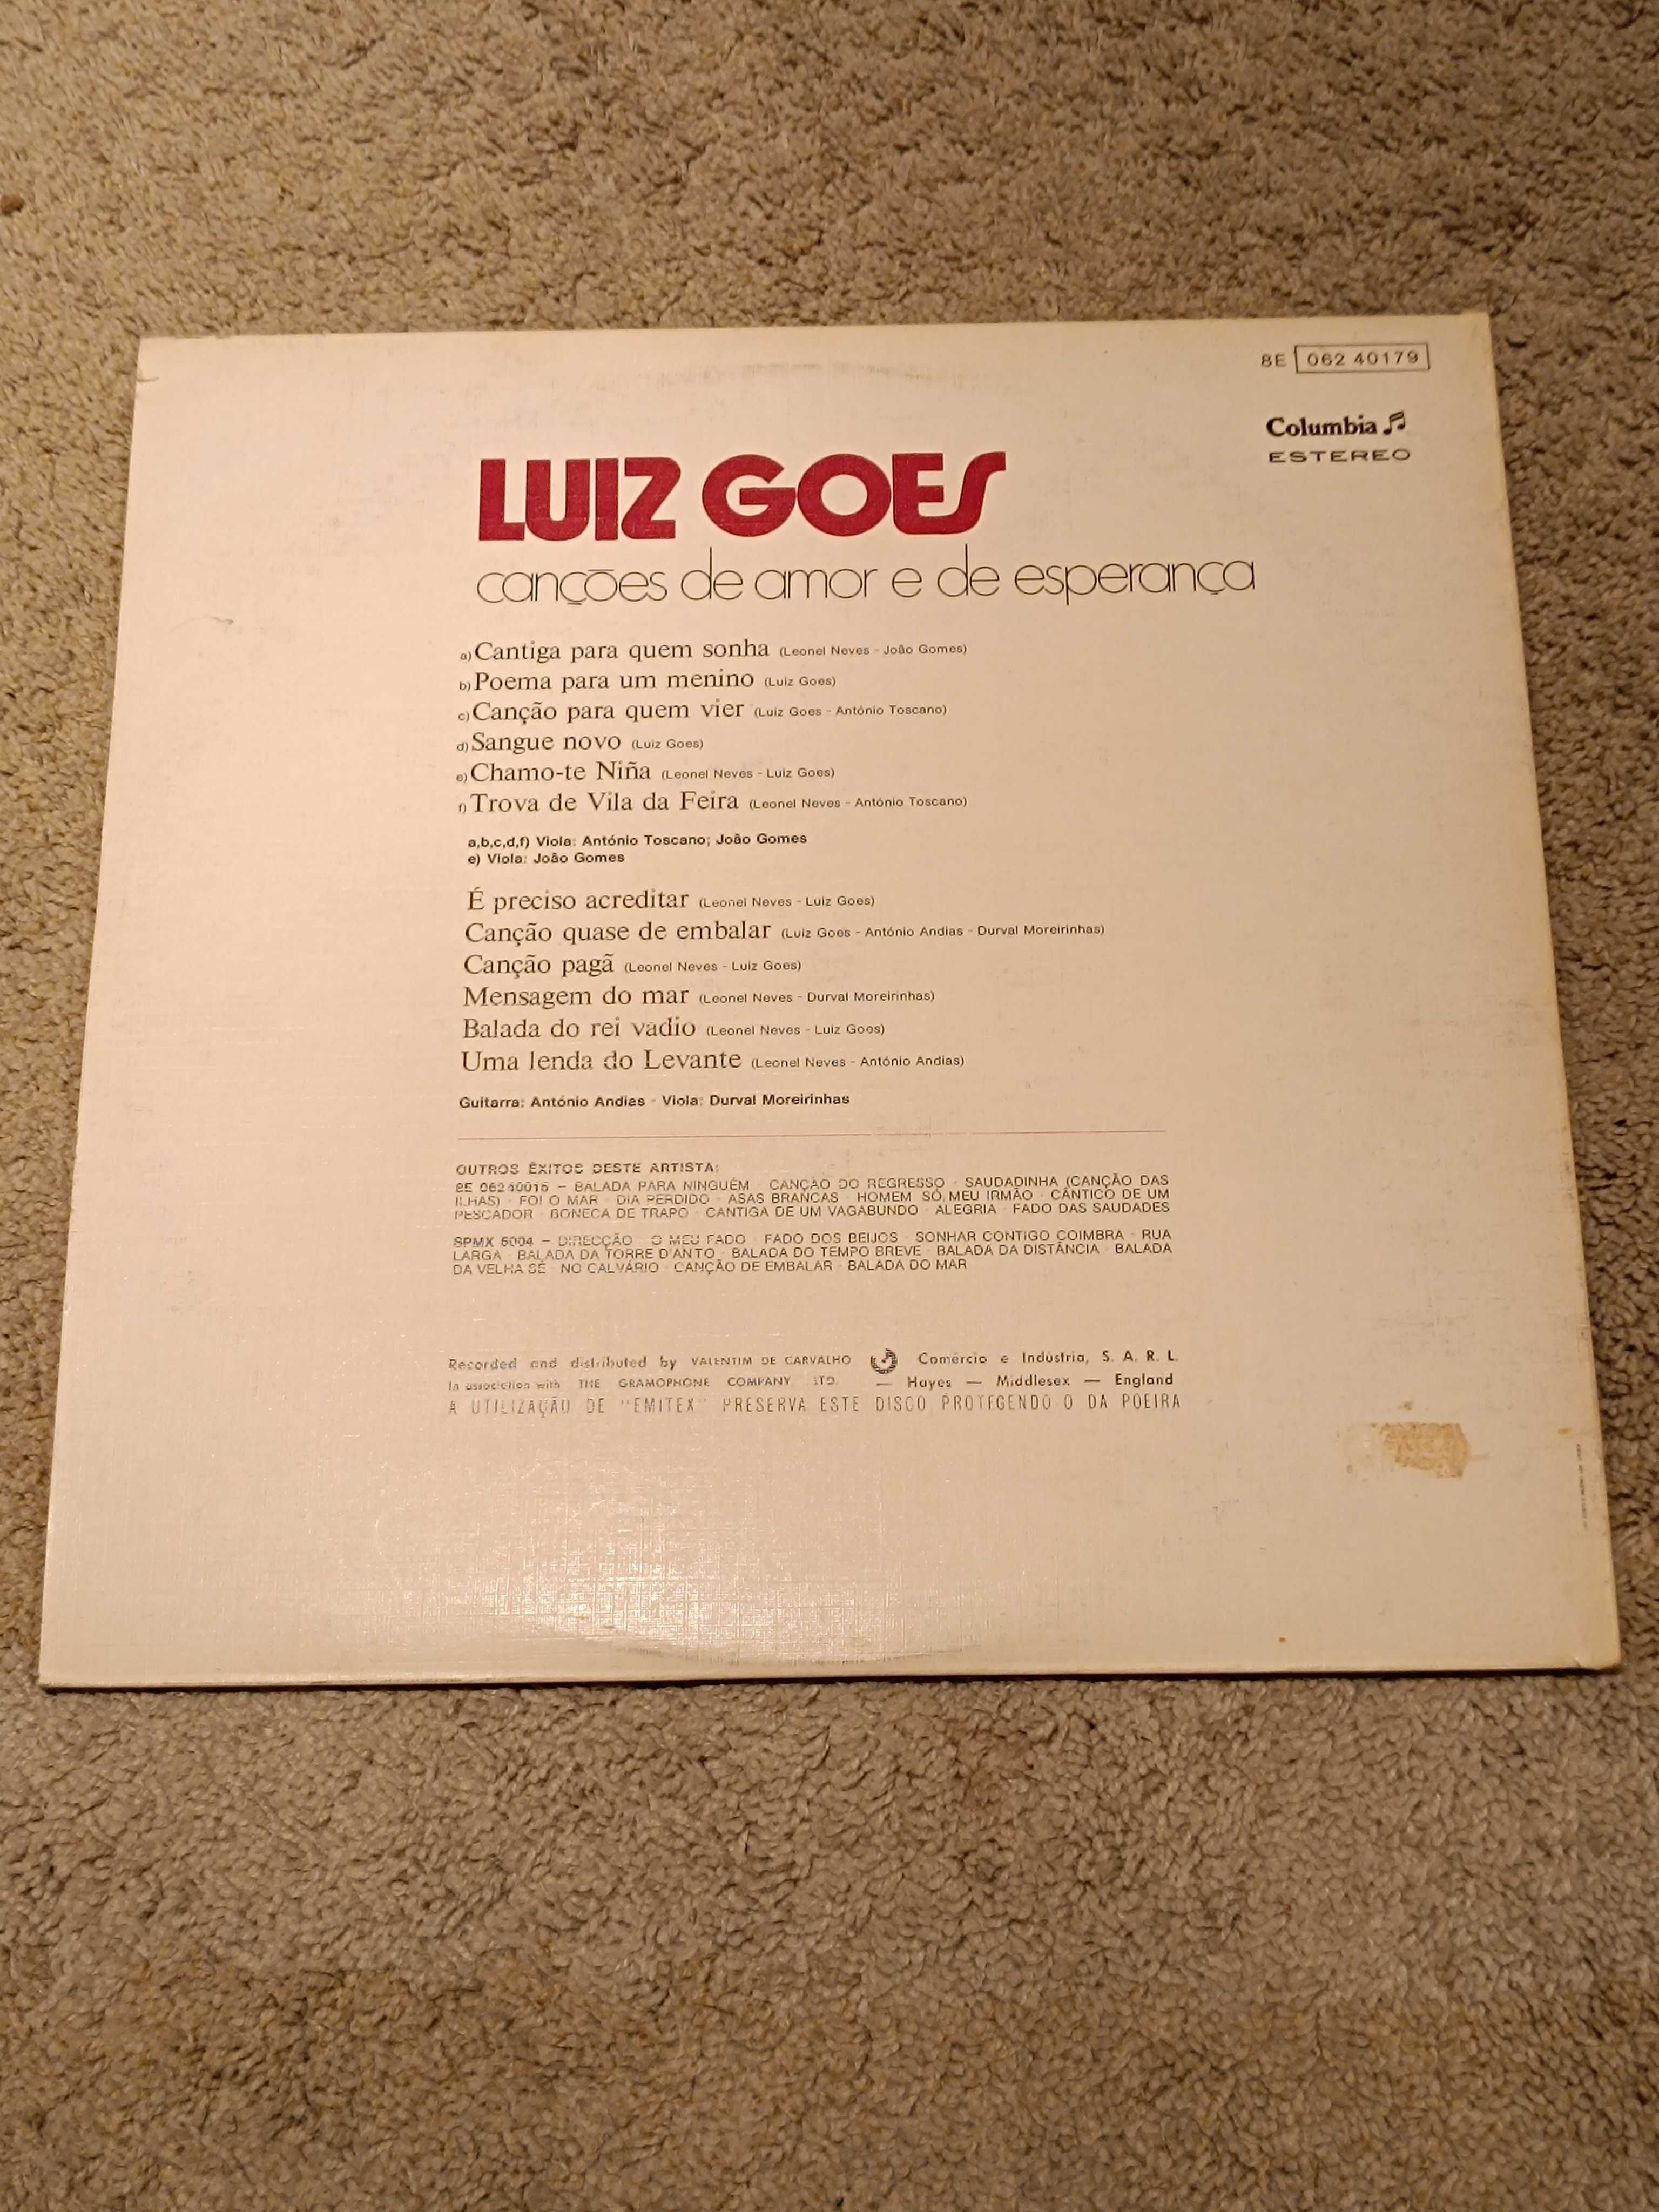 8E 062 40179
Columbia
ESTEREO
LUIZ GOES
canções de amor e de esperança
a) Cantiga para quem sonha (Leonel Neves - João Gomes)
b) Poema para um menino (Luiz Goes)
c) Canção para quem vier (Luiz Goes - António Toscano)
d) Sangue novo (Luiz Goes)
e) Chamo-te Niña (Leonel Neves - Luiz Goes)
f) Trova de Vila da Feira (Leonel Neves - António Toscano)
a,b,c,d,f) Viola: António Toscano; João Gomes
e) Viola: João Gomes
É preciso acreditar (Leonel Neves - Luiz Goes)
Canção quase de embalar (Luiz Goes - António Andias - Durval Moreirinhas)
Canção pagã (Leonel Neves - Luiz Goes)
Mensagem do mar (Leonel Neves - Durval Moreirinhas)
Balada do rei vadio (Leonel Neves - Luiz Goes)
Uma lenda do Levante (Leonel Neves - António Andias)
Guitarra: António Andias - Viola: Durval Moreirinhas
OUTROS ÊXITOS DESTE ARTISTA:
8E 06240015 — BALADA PARA NINGUÉM - CANÇÃO DO REGRESSO - SAUDADINHA (CANÇÃO DAS
ILHAS) - FOI O MAR - DIA PERDIDO - ASAS BRANCAS - HOMEM SÓ, MEU IRMÃO - CÂNTICO DE UM
PESCADOR - BONECA DE TRAPO - CANTIGA DE UM VAGABUNDO - ALEGRIA - FADO DAS SAUDADES
SPMX 5004 — DIRECÇÃO - O MEU FADO - FADO DOS BEIJOS - SONHAR CONTIGO COIMBRA - RUA
LARGA - BALADA DA TORRE D'ANTO - BALADA DO TEMPO BREVE - BALADA DA DISTÂNCIA - BALADA
DA VELHA SÉ - NO CALVÁRIO - CANÇÃO DE EMBALAR - BALADA DO MAR
Recorded and distributed by VALENTIM DE CARVALHO Comércio e Indústria, S. A. R. L.
In association with THE GRAMOPHONE COMPANY LTD. — Hayes — Middlesex — England
A UTILIZAÇÃO DE "EMITEX" PRESERVA ESTE DISCO PROTEGENDO-O DA POEIRA